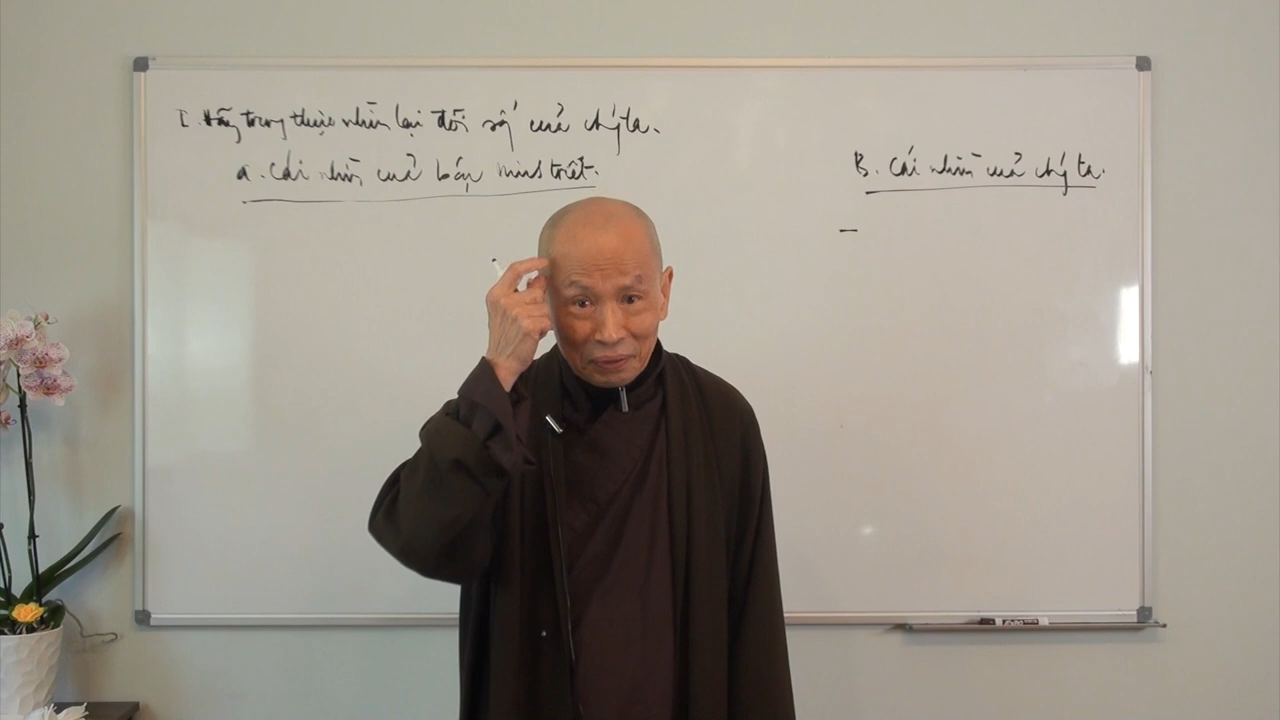 I. Hãy trung thực nhìn lại đời số của chúng ta.
a. Cái nhìn của bậc minh triết.
B. Cái nhìn của chúng ta.
–